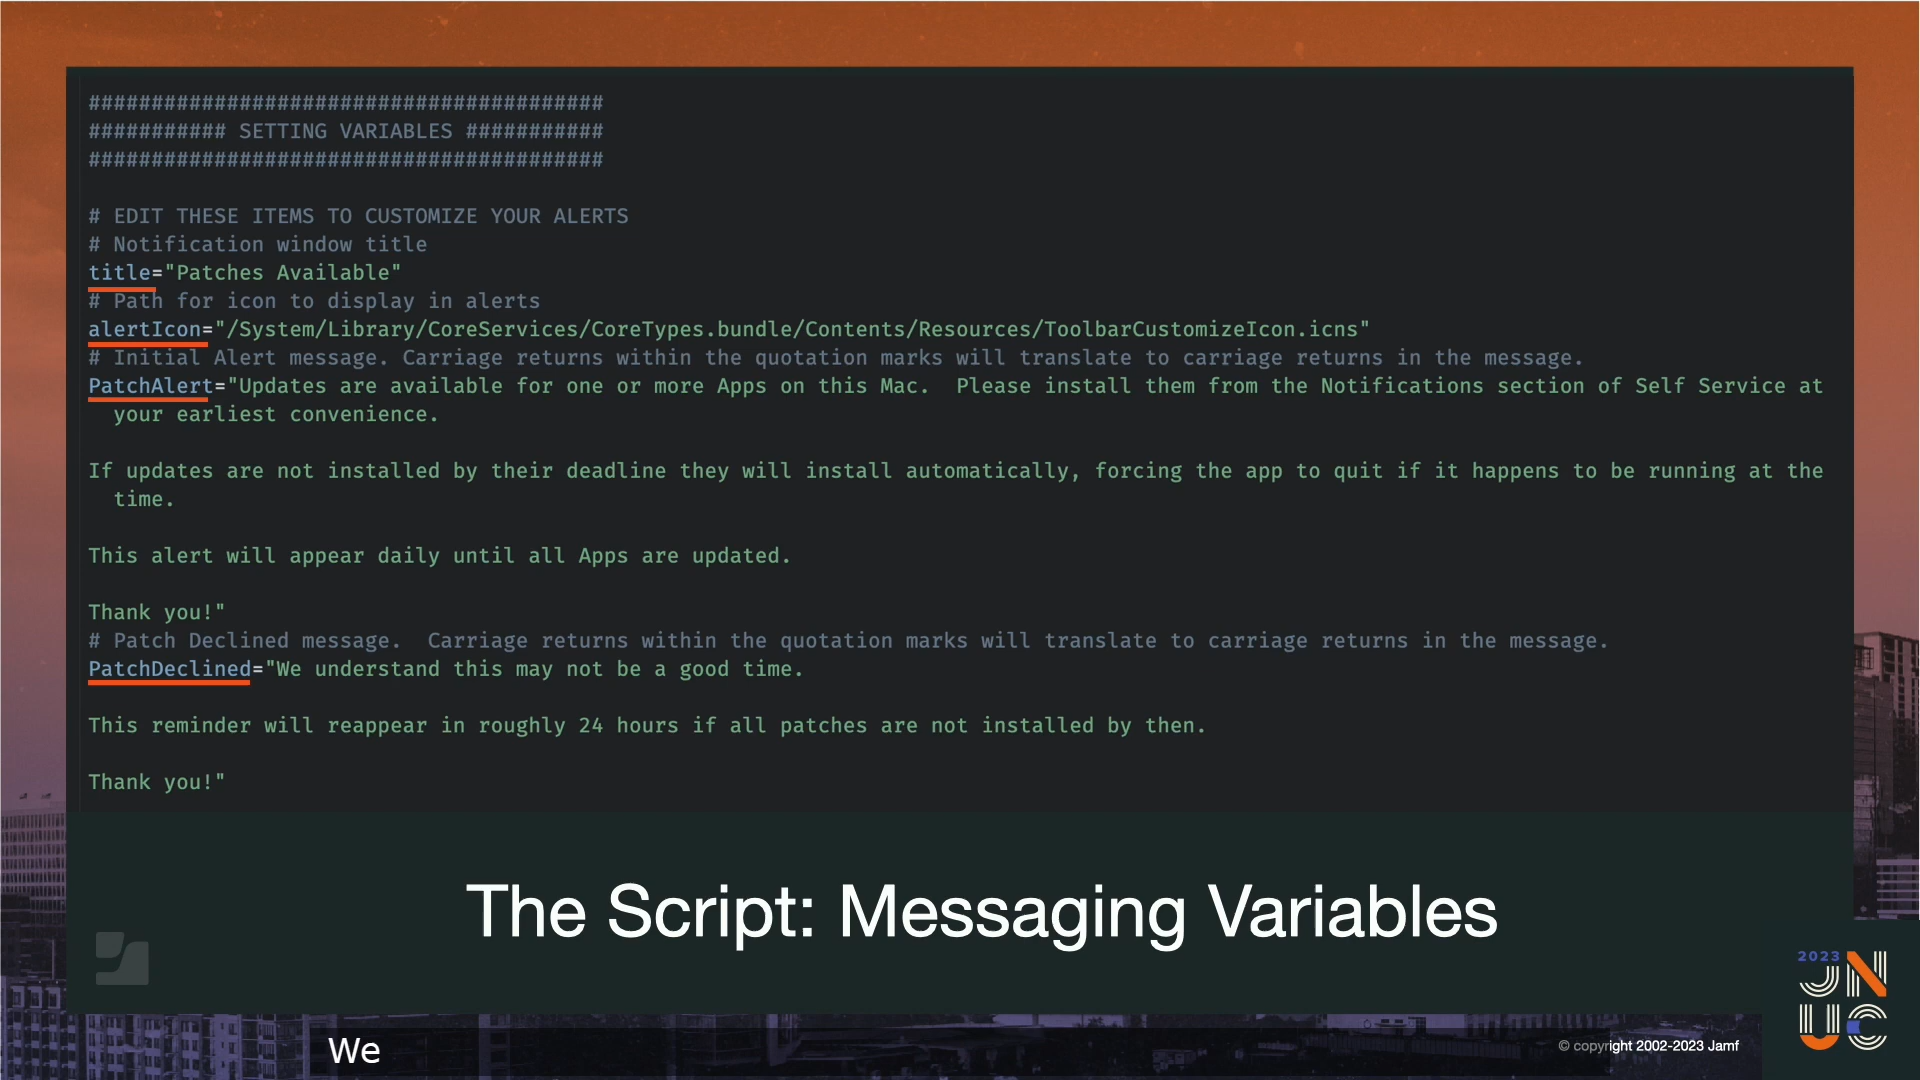 #########################################
########### SETTING VARIABLES ###########
#########################################
# EDIT THESE ITEMS TO CUSTOMIZE YOUR ALERTS
# Notification window title
title="Patches Available"
# Path for icon to display in alerts
alertIcon="/System/Library/CoreServices/CoreTypes.bundle/Contents/Resources/ToolbarCustomizeIcon.icns"
# Initial Alert message. Carriage returns within the quotation marks will translate to carriage returns in the message.
PatchAlert="Updates are available for one or more Apps on this Mac.  Please install them from the Notifications section of Self Service at
your earliest convenience.
If updates are not installed by their deadline they will install automatically, forcing the app to quit if it happens to be running at the
time.
This alert will appear daily until all Apps are updated.
Thank you!"
# Patch Declined message.  Carriage returns within the quotation marks will translate to carriage returns in the message.
PatchDeclined="We understand this may not be a good time.
This reminder will reappear in roughly 24 hours if all patches are not installed by then.
Thank you!"
The Script: Messaging Variables
2023
JN
UC
We
© copyright 2002-2023 Jamf